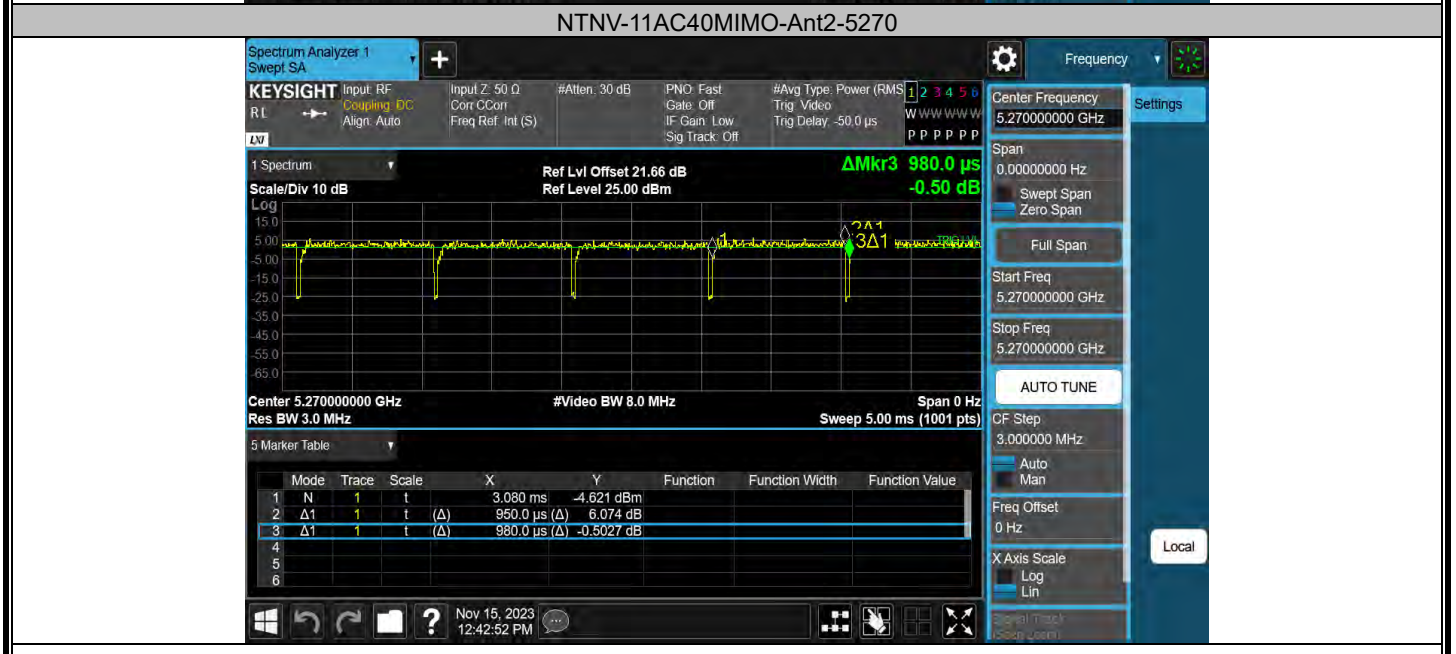 NTNV-11AC40MIMO-Ant2-5270
Spectrum Analyzer 1
Swept SA
+
Frequency
KEYSIGHT
RL
LXI
Input: RF
Coupling: DC
Align: Auto
Input Z: 50 Ω
Corr CCorr
Freq Ref: Int (S)
#Atten: 30 dB
PNO: Fast
Gate: Off
IF Gain: Low
Sig Track: Off
#Avg Type: Power (RMS
Trig: Video
Trig Delay: -50.0 µs
1 2 3 4 5 6
W W W W W W
P P P P P P
1 Spectrum
Scale/Div 10 dB
Ref Lvl Offset 21.66 dB
Ref Level 25.00 dBm
ΔMkr3 980.0 µs
-0.50 dB
Log
15.0
5.00
-5.00
-15.0
-25.0
-35.0
-45.0
-55.0
-65.0
1
2Δ1
3Δ1
TRIG LVL
Center 5.270000000 GHz
#Video BW 8.0 MHz
Span 0 Hz
Res BW 3.0 MHz
Sweep 5.00 ms (1001 pts)
5 Marker Table
Mode Trace Scale X Y Function Function Width Function Value
1 N 1 t 3.080 ms -4.621 dBm
2 Δ1 1 t (Δ) 950.0 µs (Δ) 6.074 dB
3 Δ1 1 t (Δ) 980.0 µs (Δ) -0.5027 dB
4
5
6
Nov 15, 2023
12:42:52 PM
?
Center Frequency
5.270000000 GHz
Settings
Span
0.00000000 Hz
Swept Span
Zero Span
Full Span
Start Freq
5.270000000 GHz
Stop Freq
5.270000000 GHz
AUTO TUNE
CF Step
3.000000 MHz
Auto
Man
Freq Offset
0 Hz
X Axis Scale
Log
Lin
Local
Signal Track
(Span Zoom)